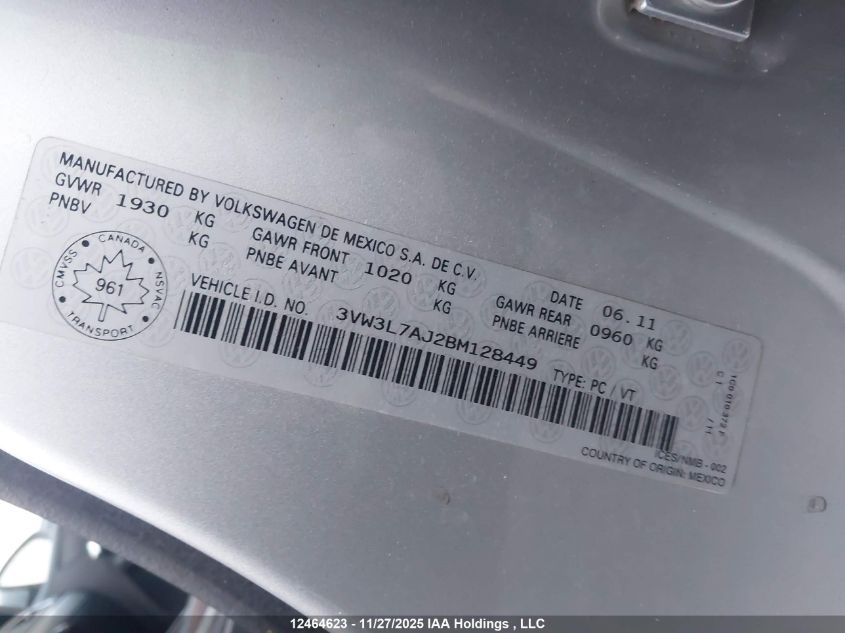 MANUFACTURED BY VOLKSWAGEN DE MEXICO S.A. DE C.V.
GVWR 1930 KG GAWR FRONT 1020 KG GAWR REAR 0960 KG DATE 06.11
PNBV KG PNBE AVANT KG PNBE ARRIERE KG
CANADA
CMVSS 961 NSVAC
TRANSPORT
VEHICLE I.D. NO. 3VW3L7AJ2BM128449 TYPE: PC / VT
ICES/NMB - 002
COUNTRY OF ORIGIN: MEXICO
12464623 - 11/27/2025 IAA Holdings , LLC